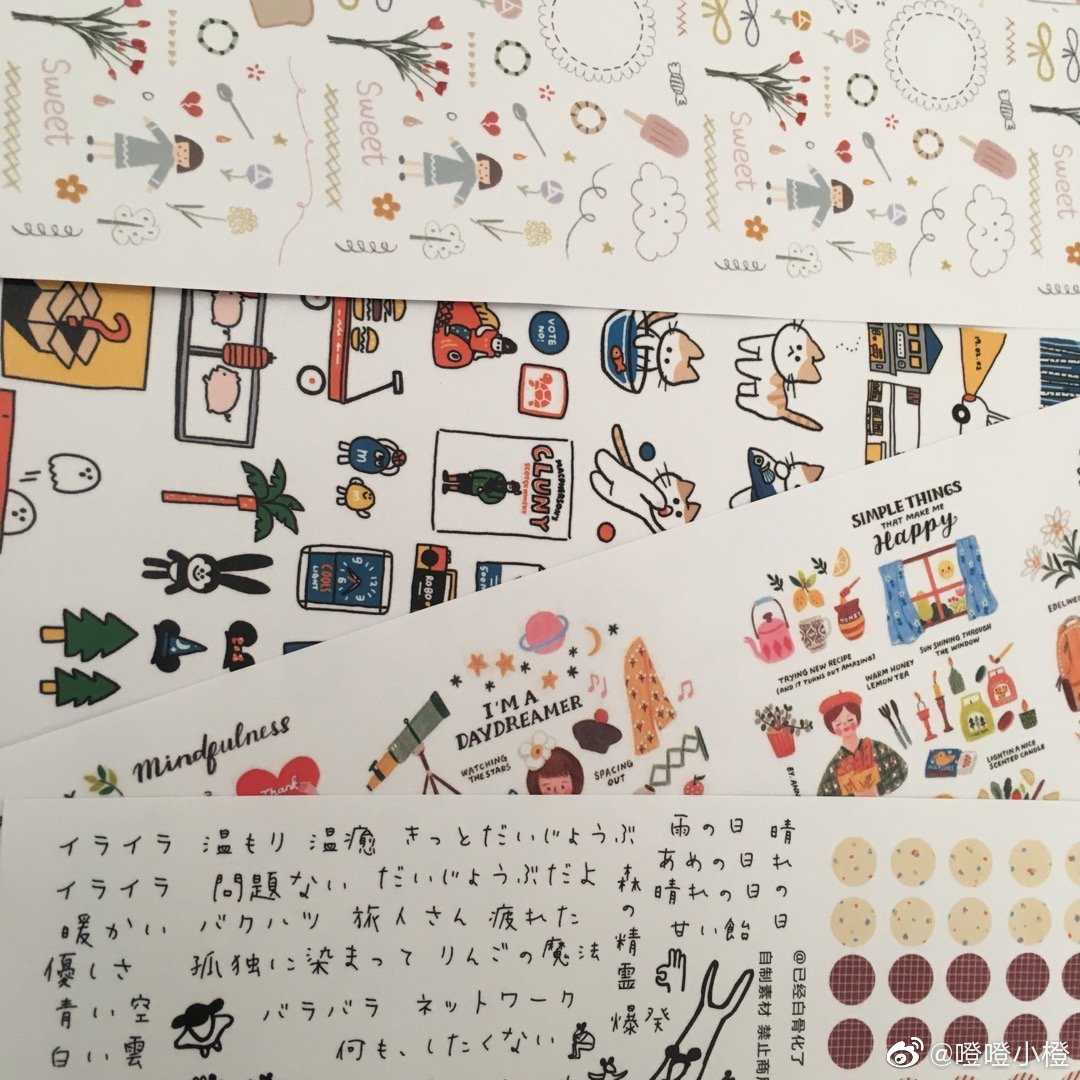 Sweet
Sweet
Sweet
Sweet
VOTE NO!
m
MACPHERSON'S
CLUNY
COOLS
LIGHT
SIMPLE THINGS
THAT MAKE ME
Happy
HONEY
TRYING NEW RECIPE
(AND IT TURNS OUT AMAZING)
WARM HONEY
LEMON TEA
SUN SHINING THROUGH
THE WINDOW
LIGHTIN A NICE
SCENTED CANDLE
I'M A
DAYDREAMER
WATCHING
THE STARS
SPACING
OUT
Mindfulness
Thank
イライラ 温もり 温癒 きっとだいじょうぶ
イライラ 問題ない だいじょうぶだよ
暖かい バクハツ 旅人さん 疲れた
優しさ 孤独に染まって りんごの魔法
青い空 バラバラ ネットワーク
白い雲 何も、したくない
森の精霊
爆発
雨の日
あめの日
晴れの日
甘い飴
晴れの日
@已经白骨化了
自制素材 禁止商
@噔噔小橙